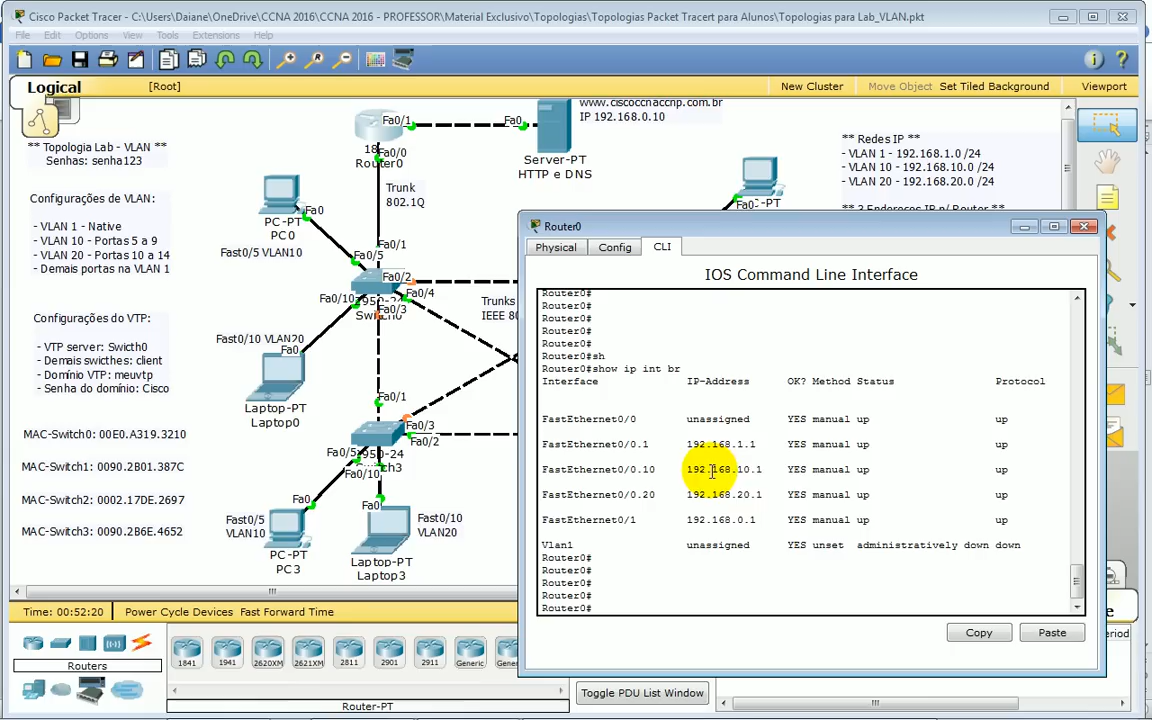 Cisco Packet Tracer - C:\Users\Daiane\OneDrive\CCNA 2016\CCNA 2016 - PROFESSOR\Material Exclusivo\Topologias\Topologias Packet Tracert para Alunos\Topologias para Lab_VLAN.pkt
File Edit Options View Tools Extensions Help
Logical [Root] New Cluster Move Object Set Tiled Background Viewport
** Topologia Lab - VLAN **
Senhas: senha123
Configurações de VLAN:
- VLAN 1 - Native
- VLAN 10 - Portas 5 a 9
- VLAN 20 - Portas 10 a 14
- Demais portas na VLAN 1
Configurações do VTP:
- VTP server: Swicth0
- Demais swicthes: client
- Domínio VTP: meuvtp
- Senha do domínio: Cisco
MAC-Switch0: 00E0.A319.3210
MAC-Switch1: 0090.2B01.387C
MAC-Switch2: 0002.17DE.2697
MAC-Switch3: 0090.2B6E.4652
Fa0/1
Fa0/0
Router0
Fa0
www.ciscoccnaccnp.com.br
IP 192.168.0.10
Server-PT
HTTP e DNS
Trunk
802.1Q
Fa0
PC-PT
PC0
Fast0/5 VLAN10
Fa0/1
Fa0/5
Fa0/2
Fa0/4
Fa0/10
Fa0/3
Fast0/10 VLAN20
Fa0
Laptop-PT
Laptop0
Trunks
Fa0/1
Fa0/3
Fa0/2
Fa0/5
Fa0/10
Fa0
Fast0/5
VLAN10
PC-PT
PC3
Fa0
Fast0/10
VLAN20
Laptop-PT
Laptop3
Fa0
** Redes IP **
- VLAN 1 - 192.168.1.0 /24
- VLAN 10 - 192.168.10.0 /24
- VLAN 20 - 192.168.20.0 /24
Router0
Physical Config CLI
IOS Command Line Interface
Router0#
Router0#
Router0#
Router0#
Router0#
Router0#sh
Router0#show ip int br
Interface IP-Address OK? Method Status Protocol
FastEthernet0/0 unassigned YES manual up up
FastEthernet0/0.1 192.168.1.1 YES manual up up
FastEthernet0/0.10 192.168.10.1 YES manual up up
FastEthernet0/0.20 192.168.20.1 YES manual up up
FastEthernet0/1 192.168.0.1 YES manual up up
Vlan1 unassigned YES unset administratively down down
Router0#
Router0#
Router0#
Router0#
Router0#
Copy Paste
Time: 00:52:20 Power Cycle Devices Fast Forward Time
Routers
1841 1941 2620XM 2621XM 2811 2901 2911 Generic
Router-PT
Toggle PDU List Window